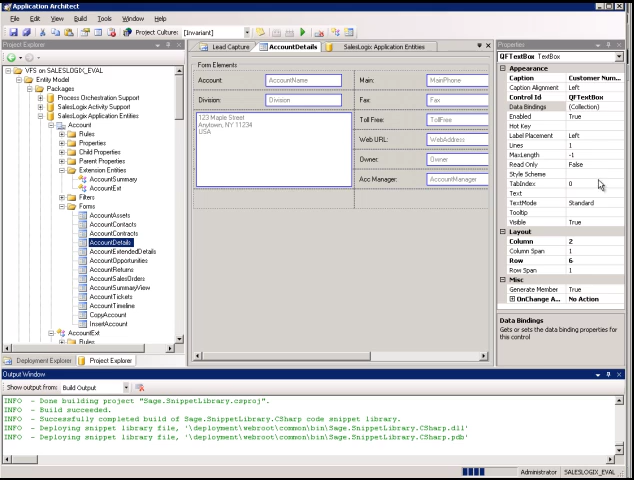 Application Architect
File Edit View Build Tools Window Help
Project Culture: [Invariant]
Project Explorer
VFS on SALESLOGIX_EVAL
Entity Model
Packages
Process Orchestration Support
SalesLogix Activity Support
SalesLogix Application Entities
Account
Rules
Properties
Child Properties
Parent Properties
Extension Entities
AccountSummary
AccountExt
Filters
Forms
AccountAssets
AccountContacts
AccountContracts
AccountDetails
AccountExtendedDetails
AccountOpportunities
AccountReturns
AccountSalesOrders
AccountSummaryView
AccountTickets
AccountTimeline
CopyAccount
InsertAccount
AccountExt
Rules
Deployment Explorer Project Explorer
Lead Capture AccountDetails SalesLogix Application Entities
Form Elements
Account: AccountName Main: MainPhone
Division: Division Fax: Fax
123 Maple Street
Anytown, NY 11234
USA
Toll Free: TollFree
Web URL: WebAddress
Owner: Owner
Acc Manager: AccountManager
Properties
QFTextBox TextBox
Appearance
Caption Customer Num...
Caption Alignment Left
Control Id QFTextBox
Data Bindings (Collection)
Enabled True
Hot Key
Label Placement Left
Lines 1
MaxLength -1
Read Only False
Style Scheme
TabIndex 0
Text
TextMode Standard
Tooltip
Visible True
Layout
Column 2
Column Span 1
Row 6
Row Span 1
Misc
Generate Member True
OnChange A... No Action
Data Bindings
Gets or sets the data binding properties for
this control
Output Window
Show output from: Build Output
INFO - Done building project "Sage.SnippetLibrary.csproj".
INFO - Build succeeded.
INFO - Successfully completed build of Sage.SnippetLibrary.CSharp code snippet library.
INFO - Deploying snippet library file, '\deployment\webroot\common\bin\Sage.SnippetLibrary.CSharp.dll'
INFO - Deploying snippet library file, '\deployment\webroot\common\bin\Sage.SnippetLibrary.CSharp.pdb'
Administrator SALESLOGIX_EVAL